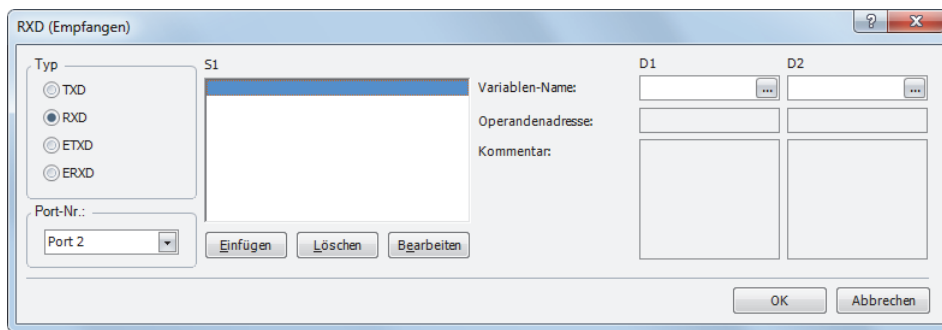 RXD (Empfangen)
Typ
TXD
RXD
ETXD
ERXD
Port-Nr.:
Port 2
S1
Einfügen Löschen Bearbeiten
D1 D2
Variablen-Name: ... ...
Operandenadresse:
Kommentar:
OK Abbrechen